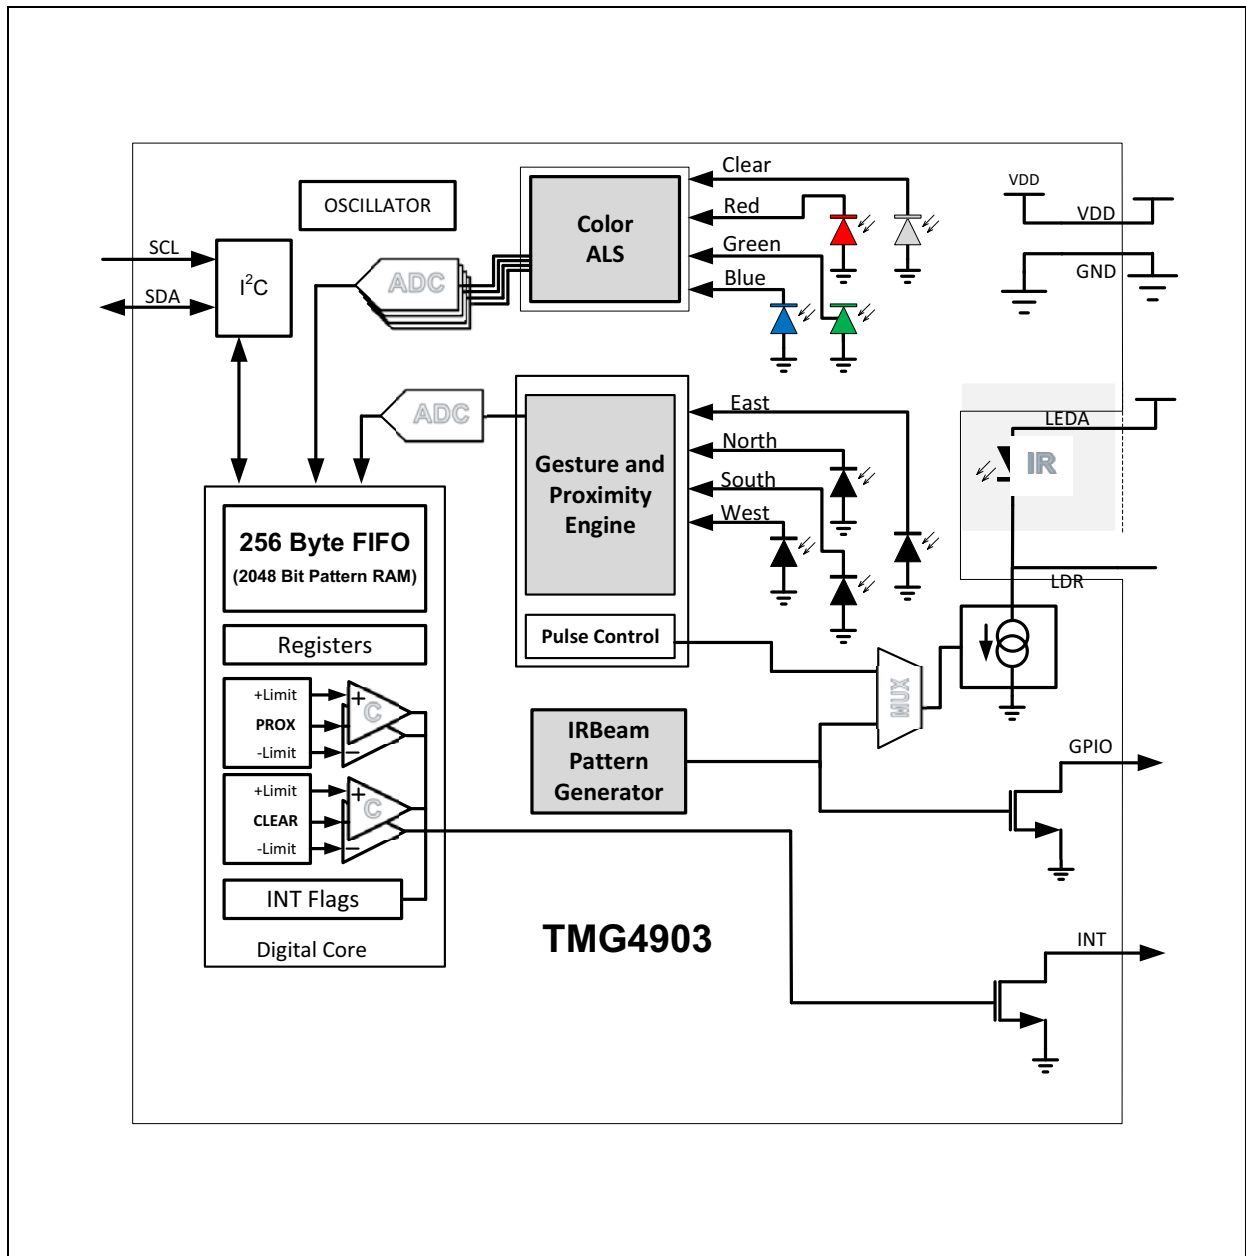 Clear
OSCILLATOR
Color
ALS
Red
Green
Blue
VDD
VDD
GND
SCL
SDA
I²C
ADC
ADC
East
North
South
West
Gesture and
Proximity
Engine
Pulse Control
LEDA
IR
LDR
256 Byte FIFO
(2048 Bit Pattern RAM)
Registers
+Limit
PROX
-Limit
+
C
−
+Limit
CLEAR
-Limit
+
C
−
INT Flags
Digital Core
MUX
IRBeam
Pattern
Generator
GPIO
TMG4903
INT